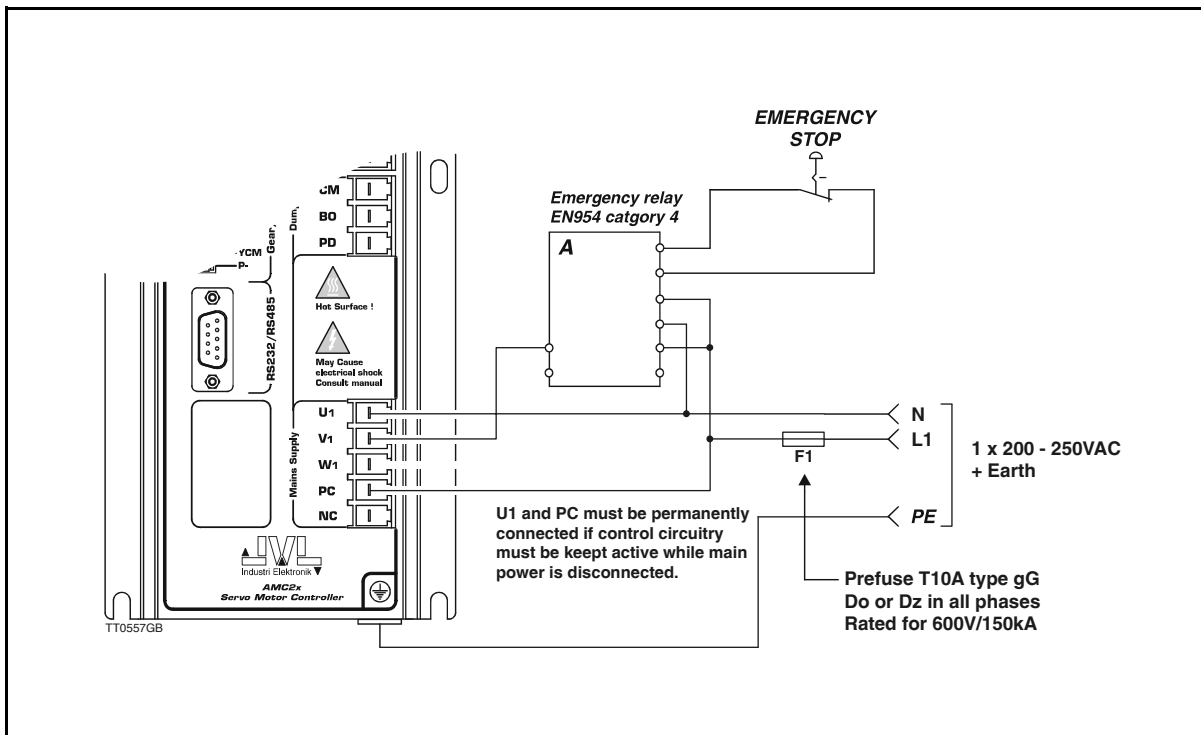 EMERGENCY
STOP
Emergency relay
EN954 catgory 4
A
BO
PD
Gear
P-
RS232/RS485
Hot Surface !
May Cause
electrical shock
Consult manual
Mains Supply
U1
V1
W1
PC
NC
N
L1
F1
1 x 200 - 250VAC
+ Earth
PE
U1 and PC must be permanently
connected if control circuitry
must be keept active while main
power is disconnected.
Prefuse T10A type gG
Do or Dz in all phases
Rated for 600V/150kA
JVL
Industri Elektronik
AMC2x
Servo Motor Controller
TT0557GB